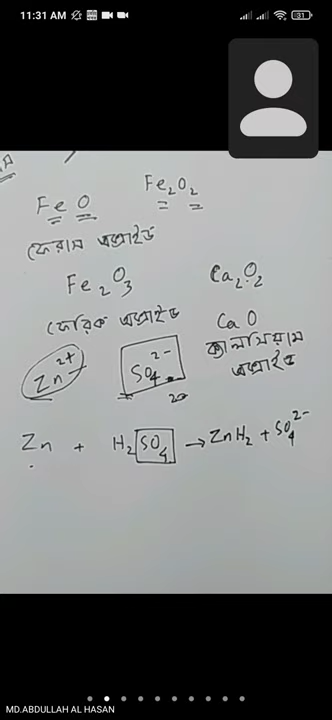 11:31 AM 31
Fe₂O₂
FeO
ফেরাস অক্সাইড
Fe₂O₃ Ca₂O₂
ফেরিক অক্সাইড CaO
Zn²⁺ SO₄²⁻ ক্যালসিয়াম
অক্সাইড
Zn + H₂SO₄ → ZnH₂ + SO₄²⁻
MD.ABDULLAH AL HASAN